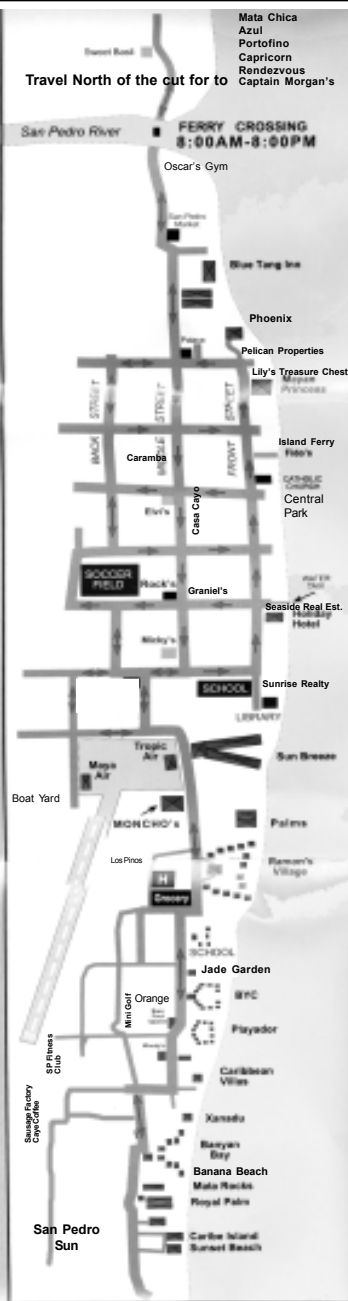 Mata Chica
Azul
Portofino
Capricorn
Rendezvous
Captain Morgan's
Sweet Basil
Travel North of the cut for to
San Pedro River
FERRY CROSSING
8:00AM-8:00PM
Oscar's Gym
San Pedro
Market
Blue Tang Inn
Phoenix
Pelican Properties
Palace
Lily's Treasure Chest
Mayan
Princess
BACK STREET
MIDDLE STREET
FRONT STREET
Caramba
Island Ferry
Fido's
CATHOLIC
CHURCH
Central
Park
Elvi's
Casa Cayo
SOCCER
FIELD
Rock's
Graniel's
WATER
TAXI
Seaside Real Est.
Holiday
Hotel
Micky's
SCHOOL
Sunrise Realty
LIBRARY
Tropic
Air
Maya
Air
Sun Breeze
Boat Yard
MONCHO's
Palms
Los Pinos
Ramon's
Village
H
Grocery
SCHOOL
Jade Garden
Mini Golf
Orange
BYC
Playador
SP Fitness
Club
Caribbean
Villas
Sausage Factory
Caye Coffee
Xanadu
Banyan
Bay
Banana Beach
Mata Rocks
Royal Palm
San Pedro
Sun
Caribe Island
Sunset Beach